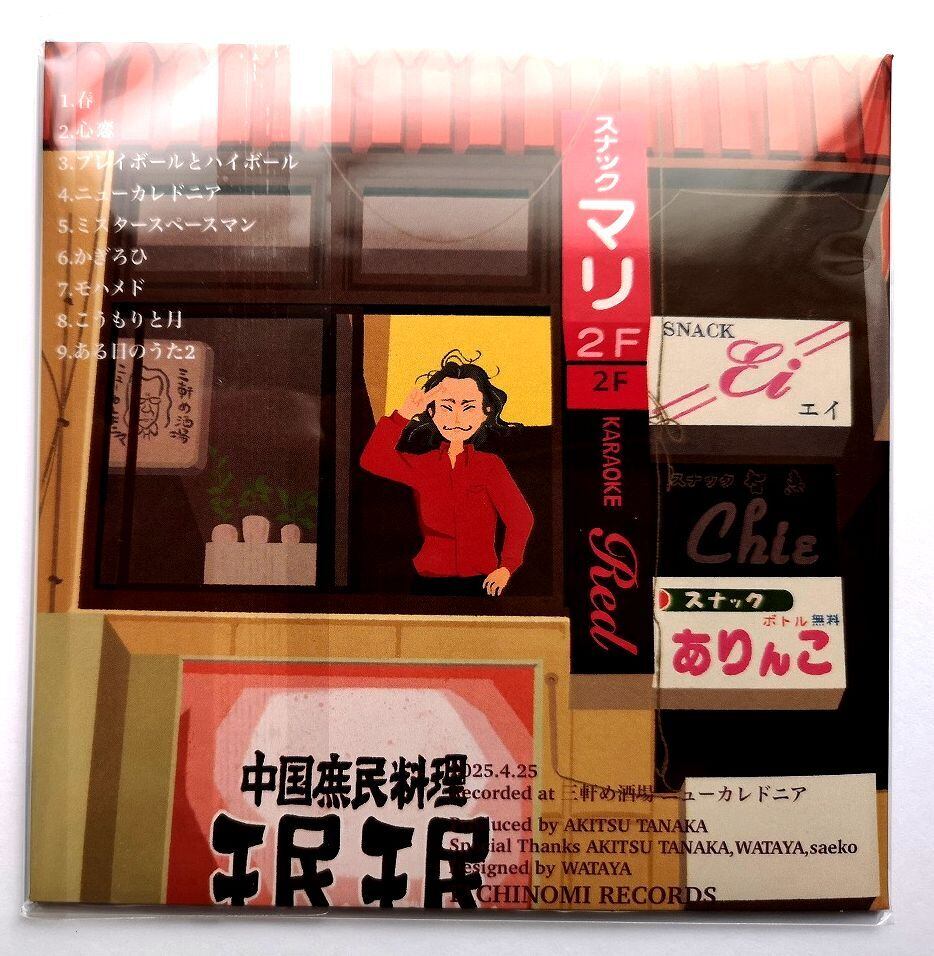 1.春
2.心恋
3.プレイボールとハイボール
4.ニューカレドニア
5.ミスタースペースマン
6.かぎろひ
7.モハメド
8.こうもりと月
9.ある日のうた2
三軒め酒場
スナック
マリ
2F
2F
KARAOKE
Red
SNACK
Ei
エイ
スナック
Chie
スナック
ボトル無料
ありんこ
中国庶民料理
珉珉
2025.4.25
Recorded at 三軒め酒場 ニューカレドニア
Produced by AKITSU TANAKA
Special Thanks AKITSU TANAKA,WATAYA,saeko
Designed by WATAYA
ICHINOMI RECORDS